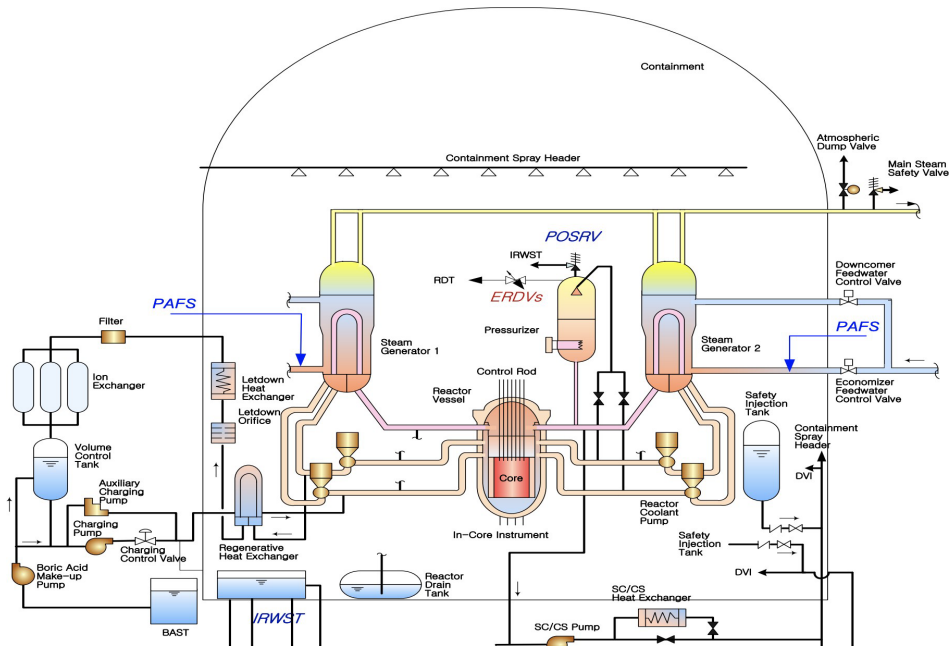 Containment
Containment Spray Header
Atmospheric
Dump Valve
Main Steam
Safety Valve
POSRV
IRWST
RDT
ERDVs
Downcomer
Feedwater
Control Valve
PAFS
PAFS
Filter
Pressurizer
Steam
Generator 1
Steam
Generator 2
Ion
Exchanger
Letdown
Heat
Exchanger
Control Rod
Reactor
Vessel
Economizer
Feedwater
Control Valve
Safety
Injection
Tank
Letdown
Orifice
Containment
Spray
Header
Volume
Control
Tank
Core
DVI
Auxiliary
Charging
Pump
Charging
Pump
Reactor
Coolant
Pump
In-Core Instrument
Charging
Control Valve
Regenerative
Heat Exchanger
Safety
Injection
Tank
Boric Acid
Make-up
Pump
Reactor
Drain
Tank
DVI
SC/CS
Heat Exchanger
IRWST
BAST
SC/CS Pump